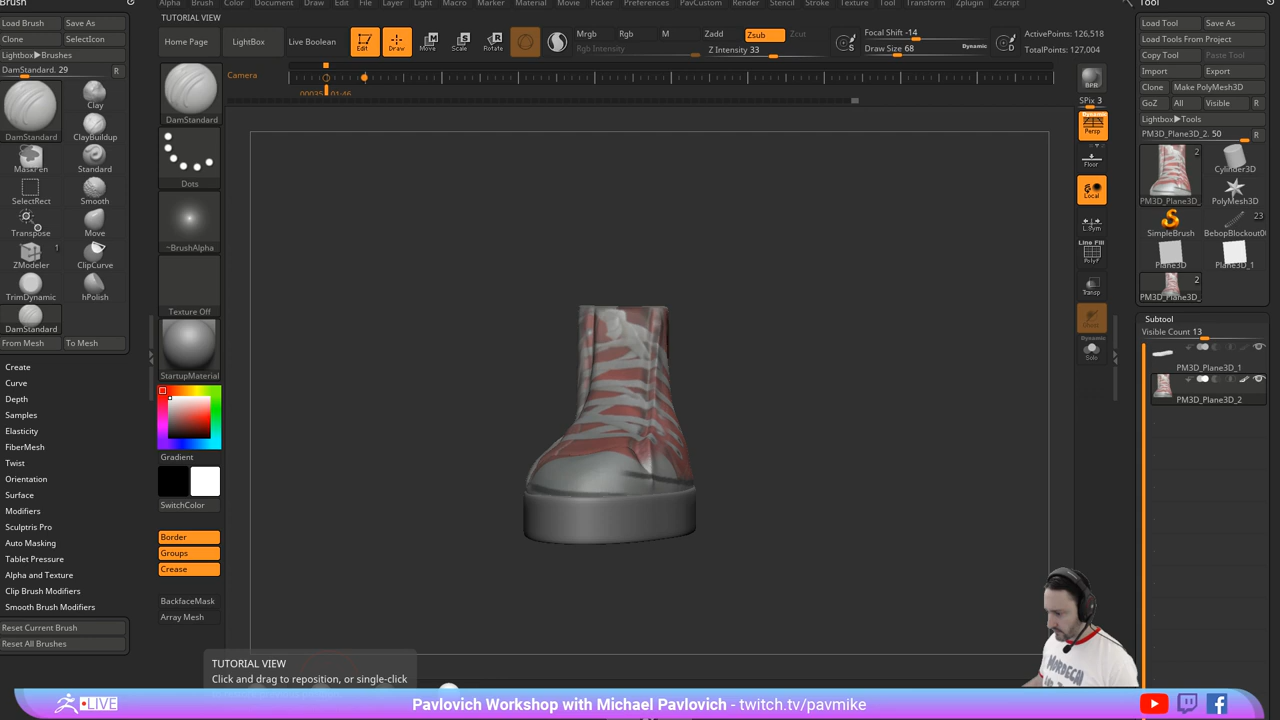 Alpha Brush Color Document Draw Edit File Layer Light Macro Marker Material Movie Picker Preferences PavCustom Render Stencil Stroke Texture Tool Transform Zplugin Zscript
Brush
Tool
TUTORIAL VIEW
Load Brush Save As
Clone SelectIcon
Lightbox▶Brushes
DamStandard. 29 R
DamStandard
Clay
ClayBuildup
MaskPen Standard
SelectRect Smooth
Transpose Move
ZModeler 1 ClipCurve
TrimDynamic hPolish
DamStandard
From Mesh To Mesh
Create
Curve
Depth
Samples
Elasticity
FiberMesh
Twist
Orientation
Surface
Modifiers
Sculptris Pro
Auto Masking
Tablet Pressure
Alpha and Texture
Clip Brush Modifiers
Smooth Brush Modifiers
Reset Current Brush
Reset All Brushes
Home Page LightBox Live Boolean Edit Draw Move Scale Rotate
Mrgb Rgb M Zadd Zsub Zcut
Rgb Intensity Z Intensity 33
Focal Shift -14
Draw Size 68 Dynamic
S D
ActivePoints: 126,518
TotalPoints: 127,004
Camera
DamStandard
Dots
~BrushAlpha
Texture Off
StartupMaterial
Gradient
SwitchColor
Border
Groups
Crease
BackfaceMask
Array Mesh
TUTORIAL VIEW
Click and drag to reposition, or single-click
BPR
SPix 3
Dynamic
Persp
Floor
Local
L.Sym
Line Fill
PolyF
Transp
Ghost
Dynamic
Solo
Load Tool Save As
Load Tools From Project
Copy Tool Paste Tool
Import Export
Clone Make PolyMesh3D
GoZ All Visible R
Lightbox▶Tools
PM3D_Plane3D_2. 50 R
2
PM3D_Plane3D_
Cylinder3D
PolyMesh3D
SimpleBrush
23
BebopBlockout0
Plane3D Plane3D_1
2
PM3D_Plane3D_
Subtool
Visible Count 13
PM3D_Plane3D_1
PM3D_Plane3D_2
LIVE
Pavlovich Workshop with Michael Pavlovich - twitch.tv/pavmike